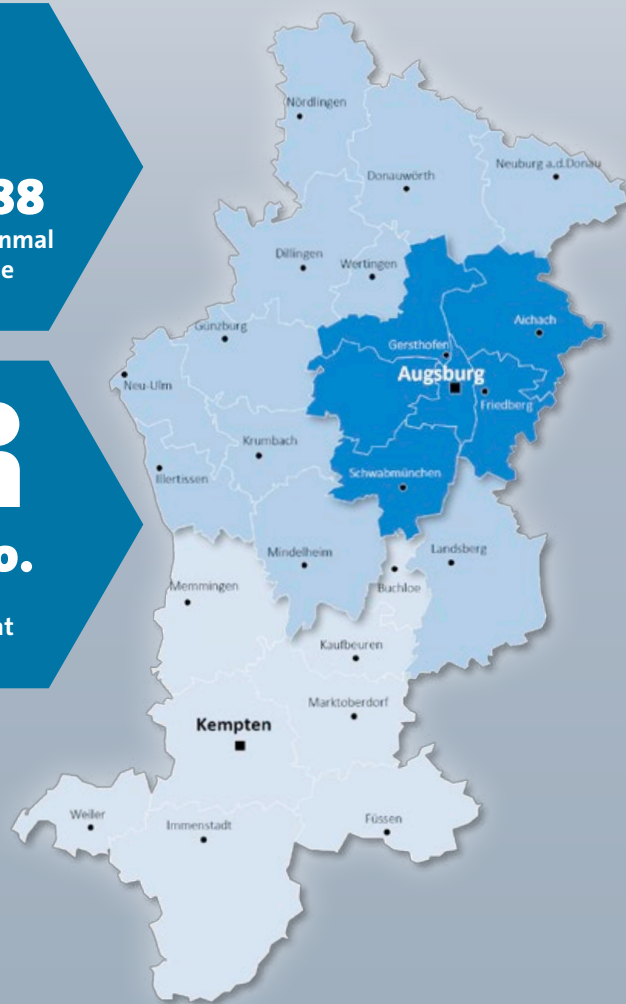 38
nmal
e
R
o.
nt
Nördlingen
Donauwörth
Neuburg a.d.Donau
Dillingen
Wertingen
Aichach
Günzburg
Gersthofen
Augsburg
Neu-Ulm
Friedberg
Krumbach
Illertissen
Schwabmünchen
Mindelheim
Landsberg
Memmingen
Buchloe
Kaufbeuren
Marktoberdorf
Kempten
Weiler
Immenstadt
Füssen